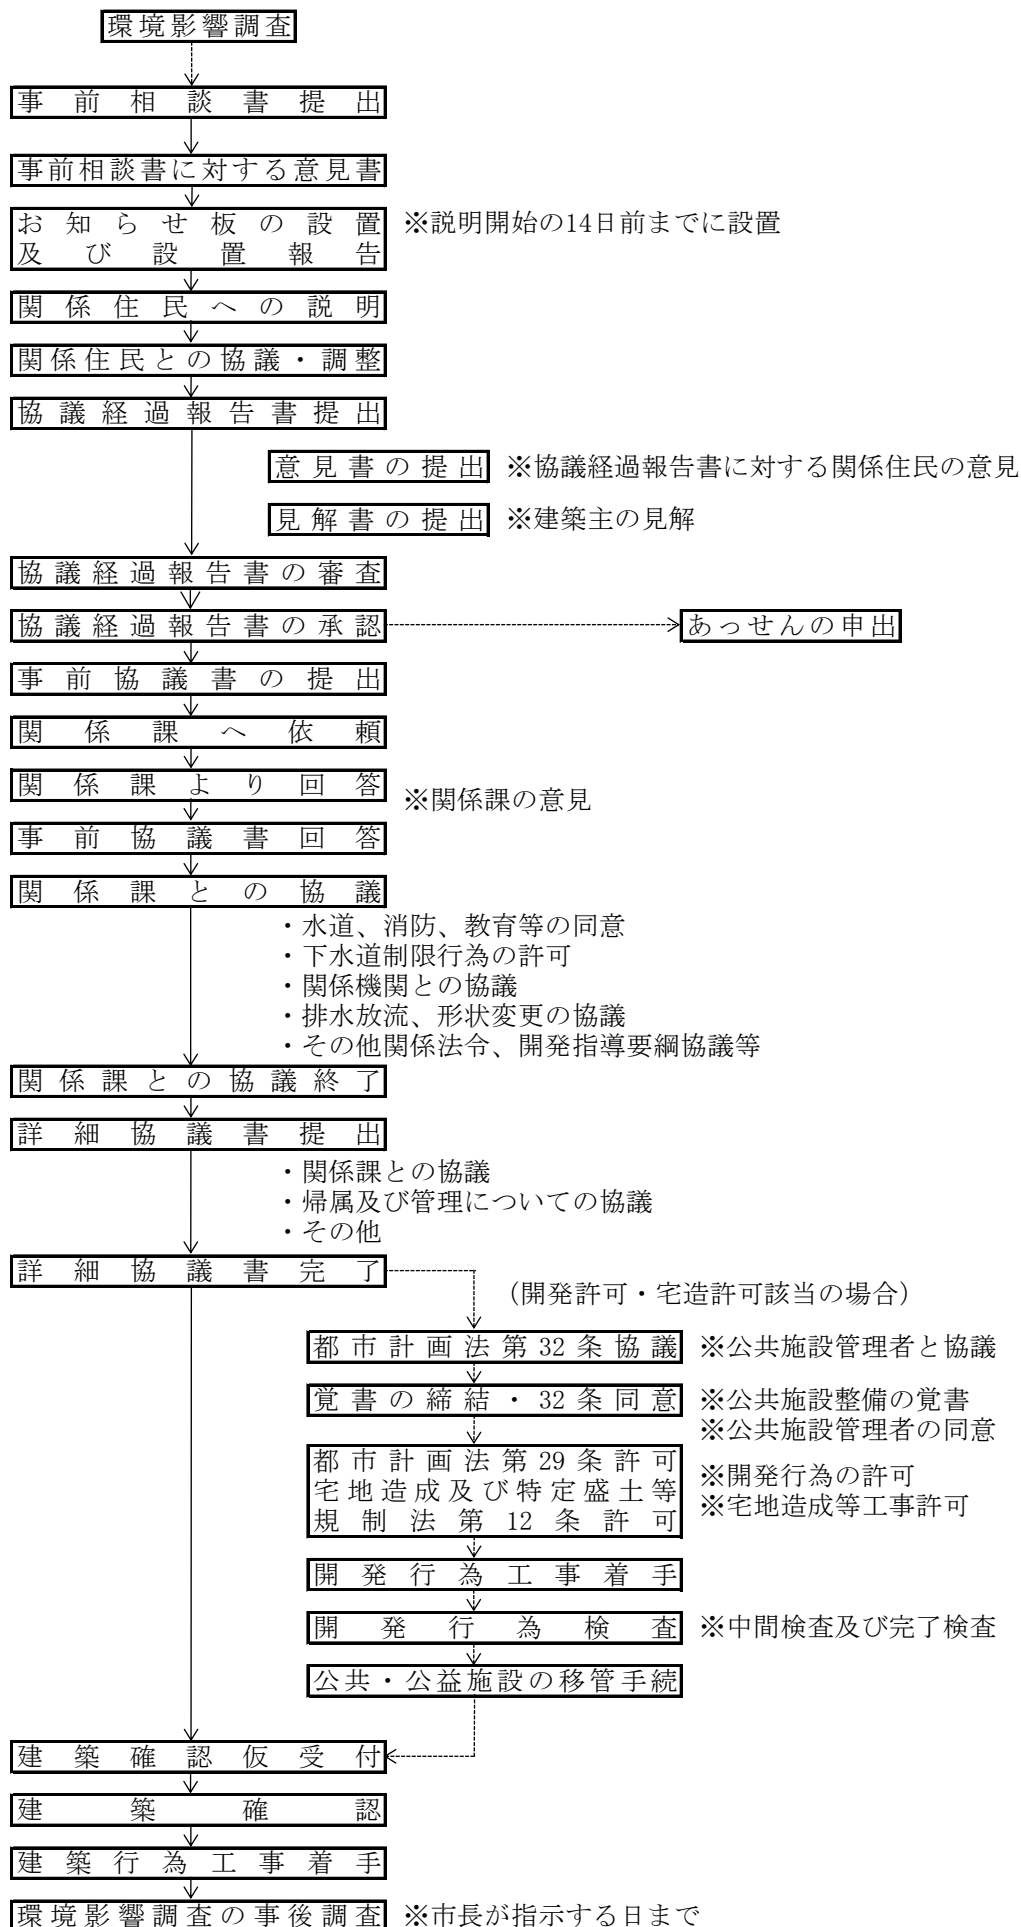 環境影響調査
事前相談書提出
事前相談書に対する意見書
お知らせ板の設置 ※説明開始の14日前までに設置
及び設置報告
関係住民への説明
関係住民との協議・調整
協議経過報告書提出
意見書の提出 ※協議経過報告書に対する関係住民の意見
見解書の提出 ※建築主の見解
協議経過報告書の審査
協議経過報告書の承認 あっせんの申出
事前協議書の提出
関係課へ依頼
関係課より回答
※関係課の意見
事前協議書回答
関係課との協議
・水道、消防、教育等の同意
・下水道制限行為の許可
・関係機関との協議
・排水放流、形状変更の協議
・その他関係法令、開発指導要綱協議等
関係課との協議終了
詳細協議書提出
・関係課との協議
・帰属及び管理についての協議
・その他
詳細協議書完了
（開発許可・宅造許可該当の場合）
都市計画法第32条協議 ※公共施設管理者と協議
覚書の締結・32条同意 ※公共施設整備の覚書
※公共施設管理者の同意
都市計画法第29条許可
※開発行為の許可
宅地造成及び特定盛土等
※宅地造成等工事許可
規制法第12条許可
開発行為工事着手
開発行為検査 ※中間検査及び完了検査
公共・公益施設の移管手続
建築確認仮受付
建築確認
建築行為工事着手
環境影響調査の事後調査 ※市長が指示する日まで